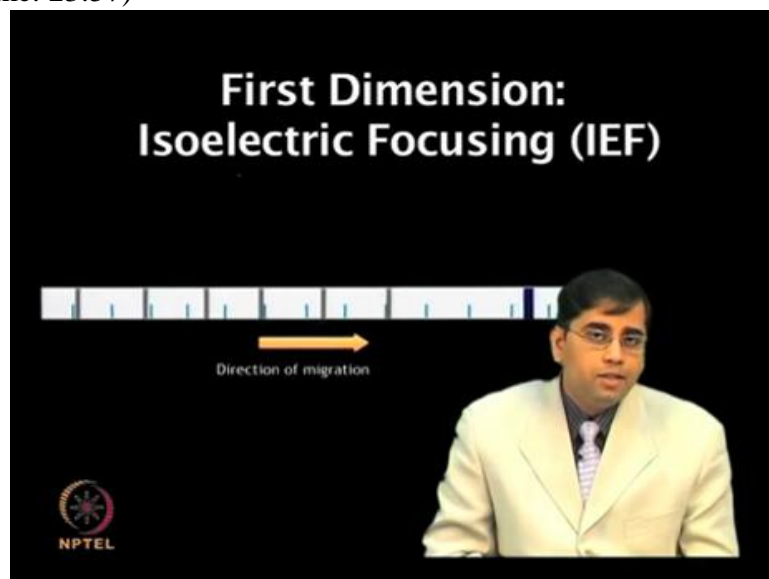 First Dimension:
Isoelectric Focusing (IEF)
Direction of migration
NPTEL